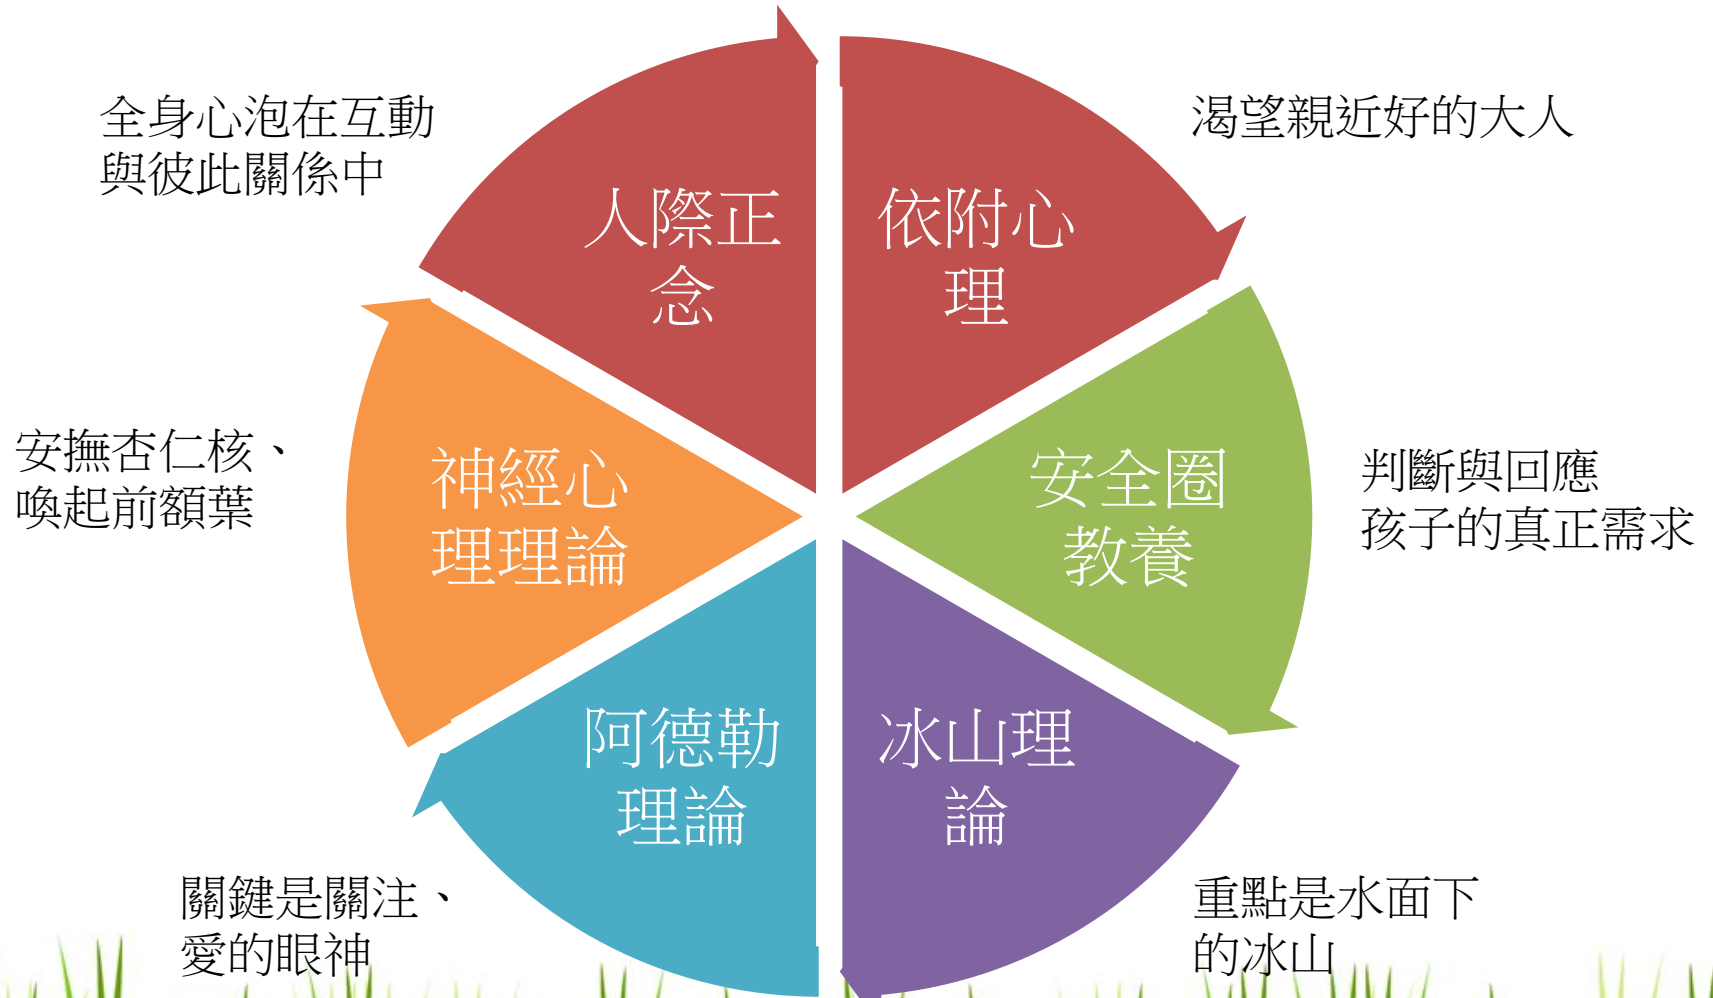 全身心泡在互動
與彼此關係中
渴望親近好的大人
人際正
念
依附心
理
安撫杏仁核、
喚起前額葉
神經心
理理論
安全圈
教養
判斷與回應
孩子的真正需求
阿德勒
理論
冰山理
論
關鍵是關注、
愛的眼神
重點是水面下
的冰山